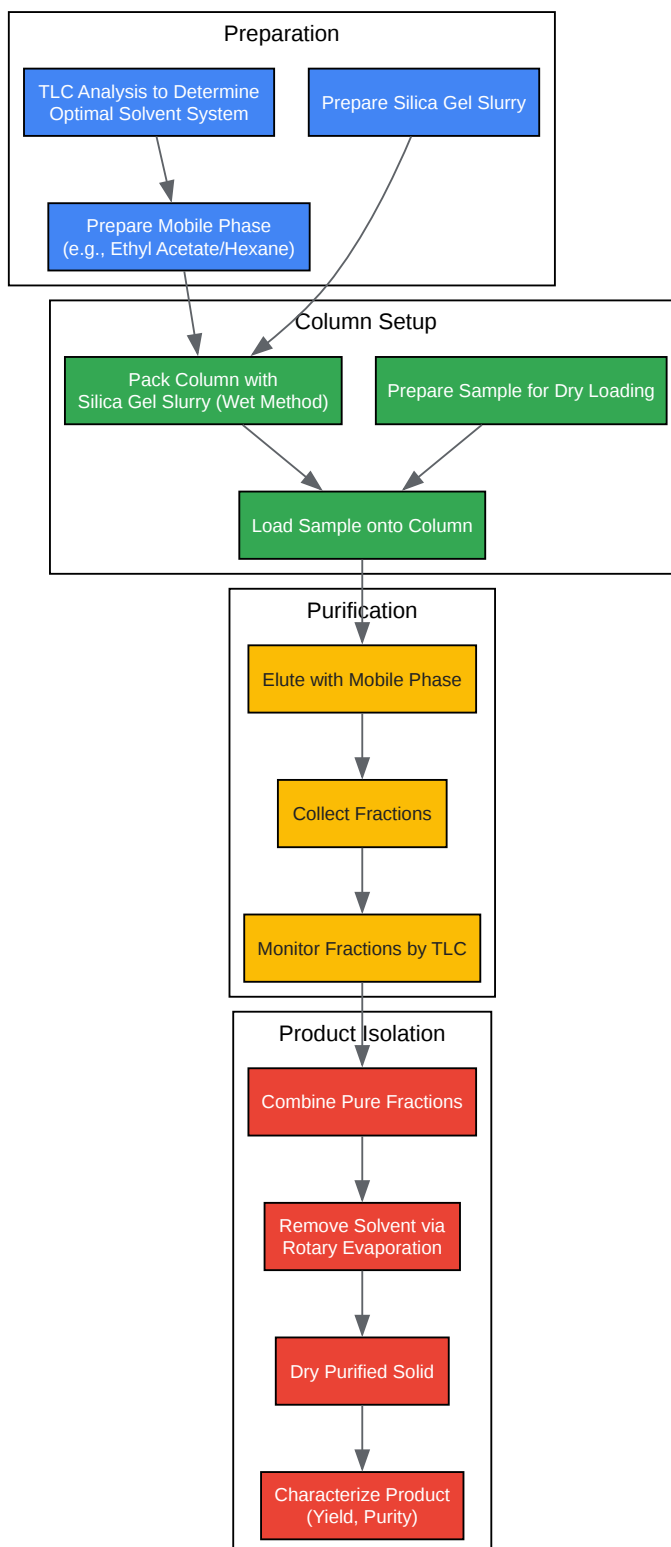 Preparation
TLC Analysis to Determine
Optimal Solvent System
Prepare Silica Gel Slurry
Prepare Mobile Phase
(e.g., Ethyl Acetate/Hexane)
Column Setup
Pack Column with
Silica Gel Slurry (Wet Method)
Prepare Sample for Dry Loading
Load Sample onto Column
Purification
Elute with Mobile Phase
Collect Fractions
Monitor Fractions by TLC
Product Isolation
Combine Pure Fractions
Remove Solvent via
Rotary Evaporation
Dry Purified Solid
Characterize Product
(Yield, Purity)